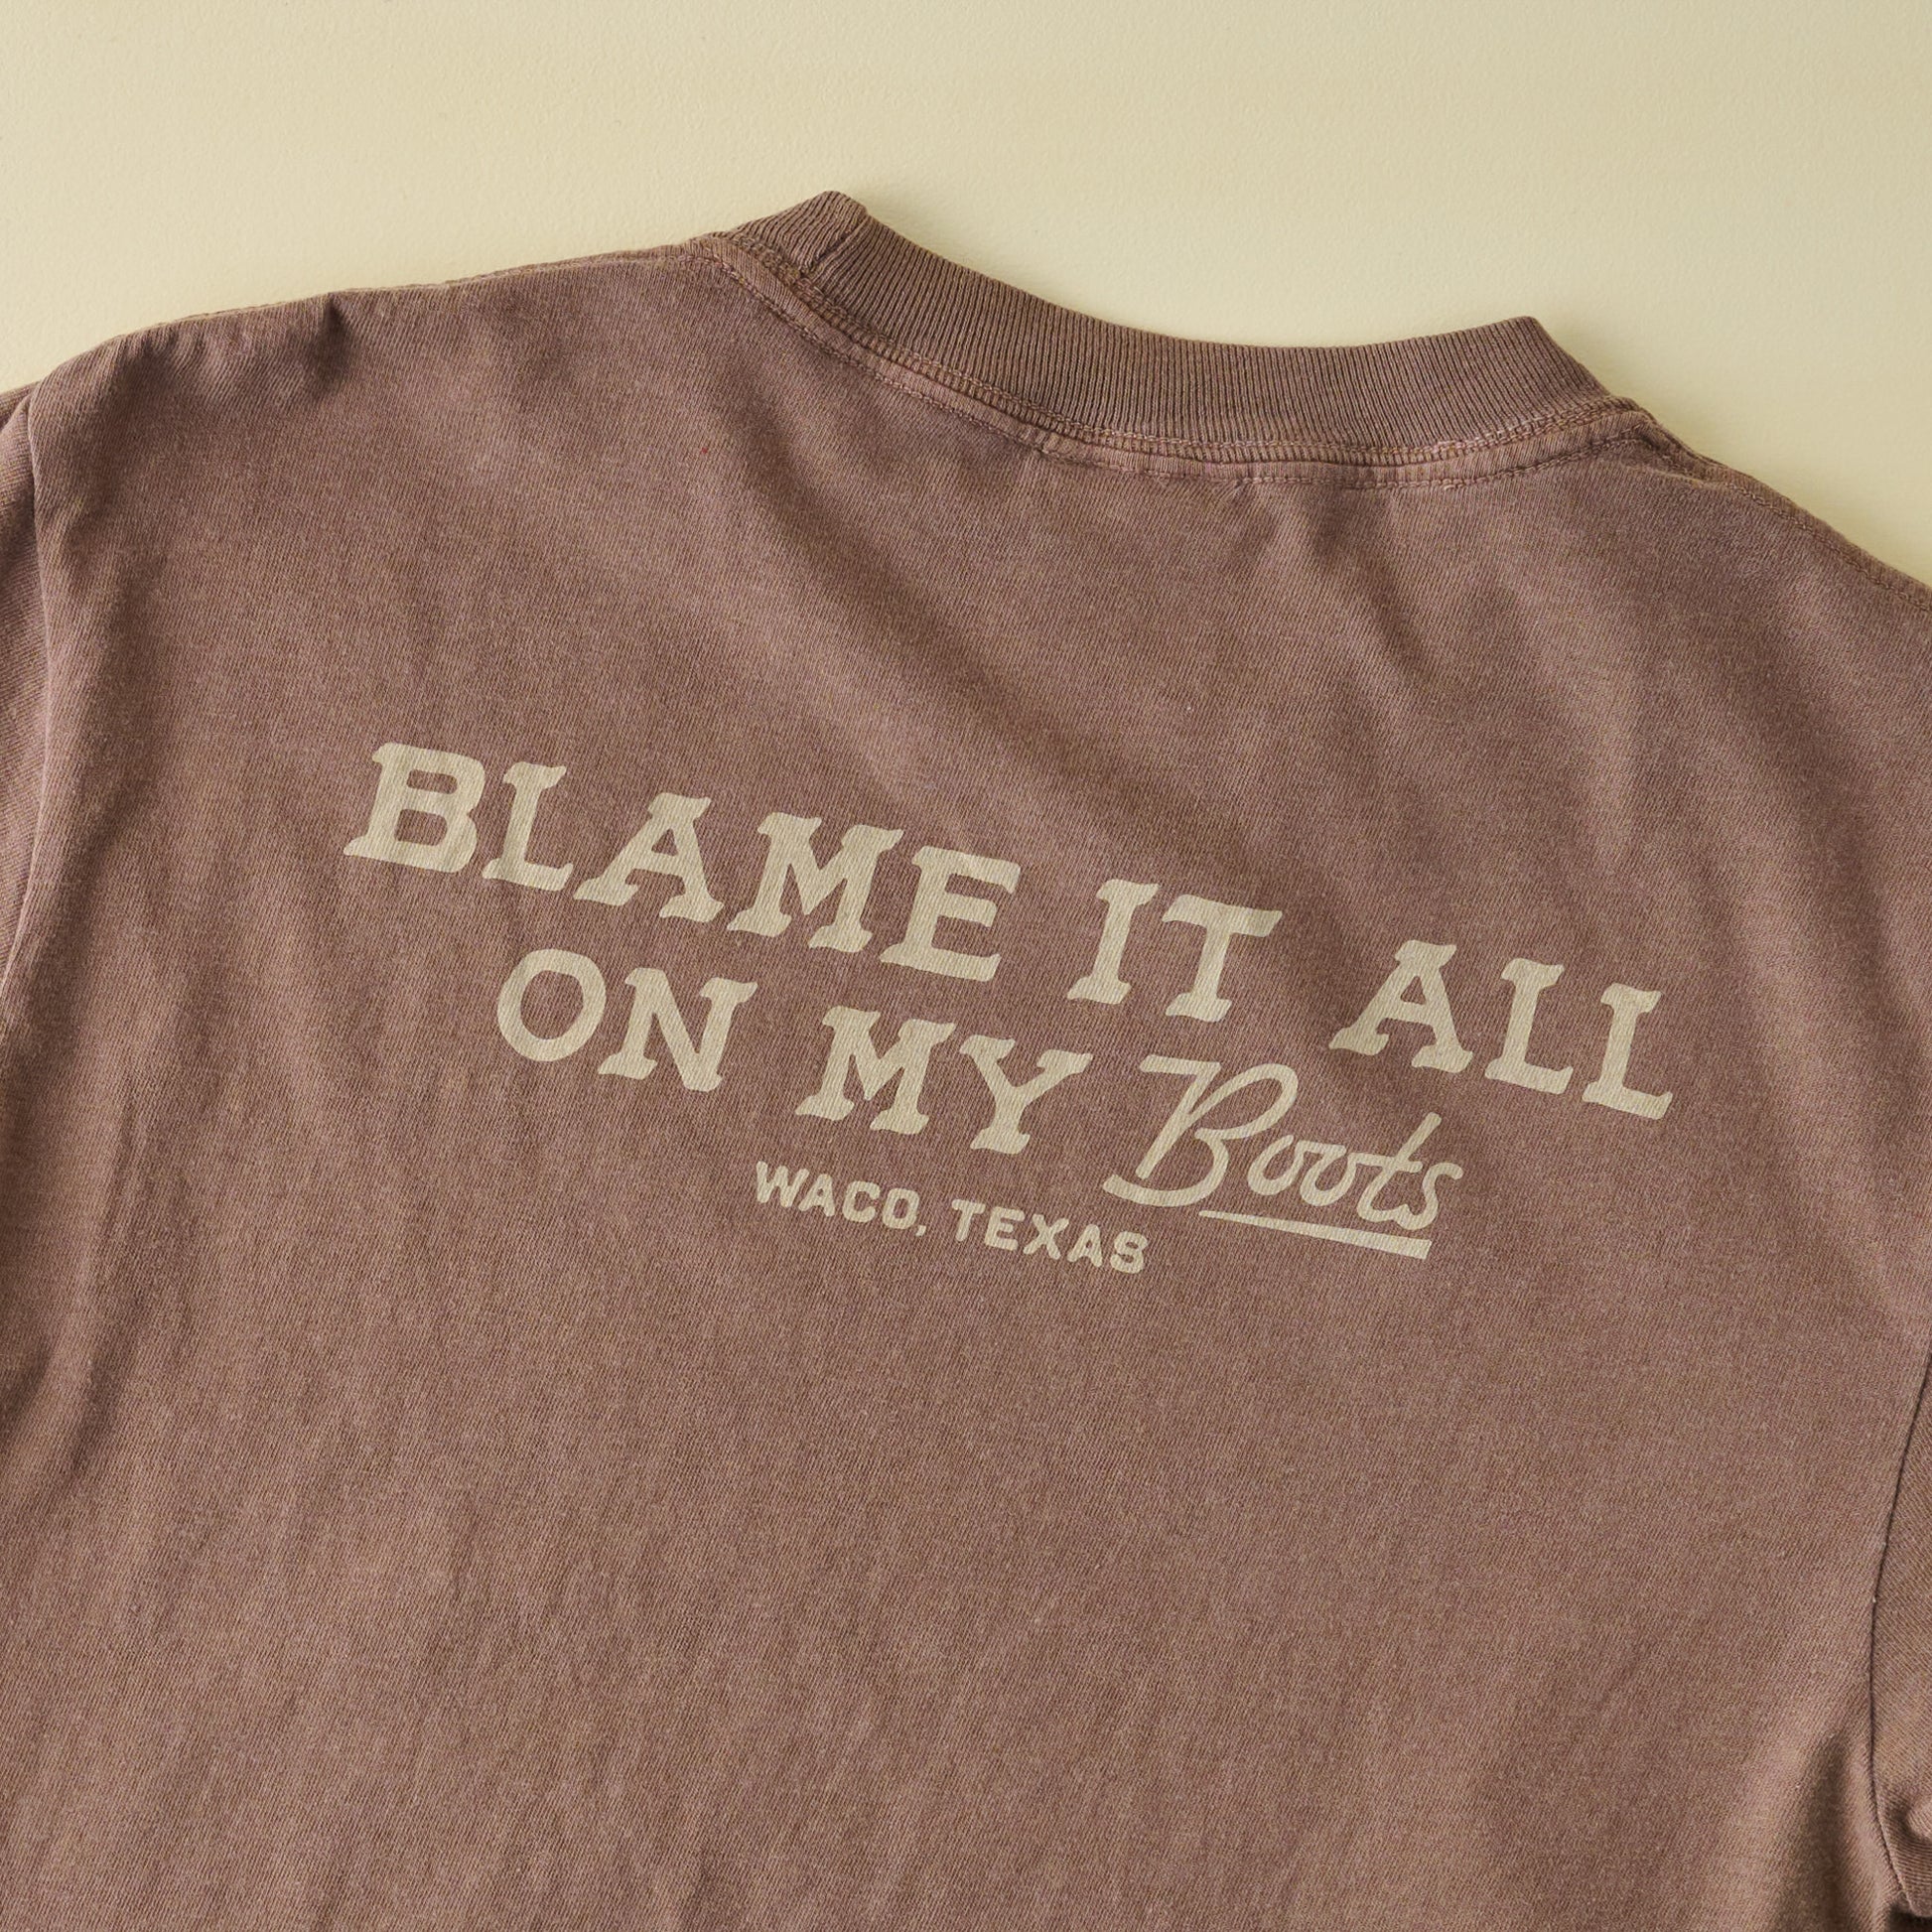 BLAME IT ALL
ON MY Boots
WACO, TEXAS